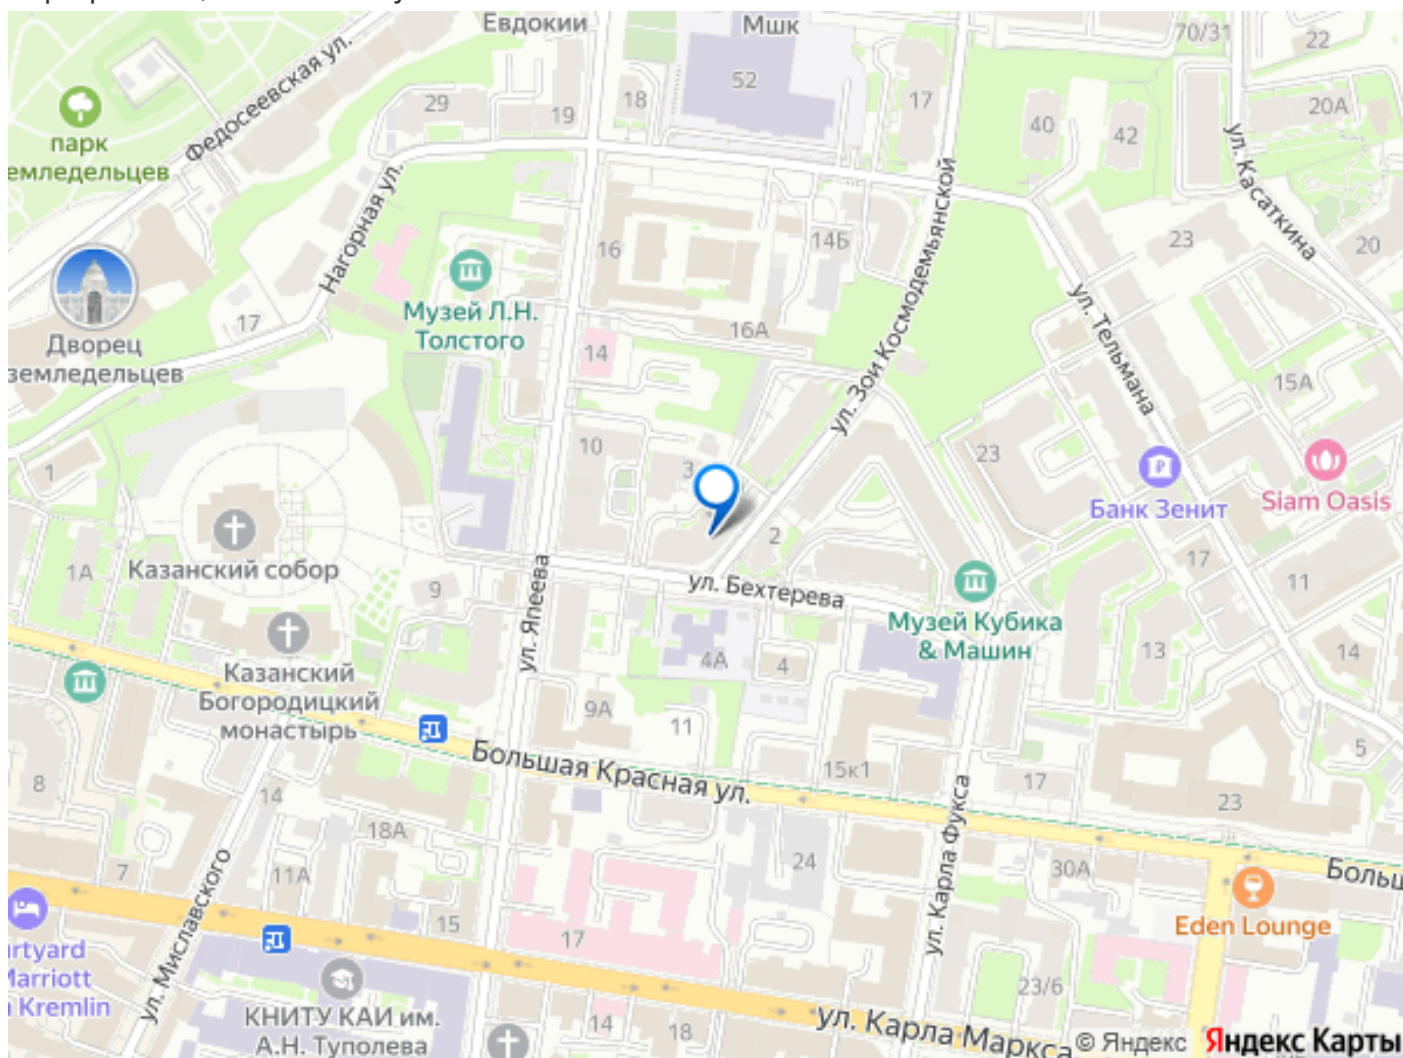 Евдокии
Мшк
70/31
22
Федосеевская ул.
52
29
19
18
17
40
42
20А
парк
емледельцев
ул. Касаткина
Нагорная ул.
16
14Б
23
20
Музей Л.Н.
Толстого
17
16А
ул. Зои Космодемьянской
ул. Тельмана
Дворец
земледельцев
14
15А
10
3
23
1
Банк Зенит
Siam Oasis
2
17
Казанский собор
1А
9
ул. Япеева
ул. Бехтерева
11
Музей Кубика
& Машин
13
14
4А
4
Казанский
Богородицкий
монастырь
9А
11
5
Большая Красная ул.
15к1
17
8
14
23
18А
7
11А
24
30А
Больш
ул. Миславского
ул. Карла Фукса
15
17
Eden Lounge
rtyard
Marriott
Kremlin
23/6
КНИТУ КАИ им.
А.Н. Туполева
14
18
ул. Карла Маркса
© Яндекс Яндекс Карты